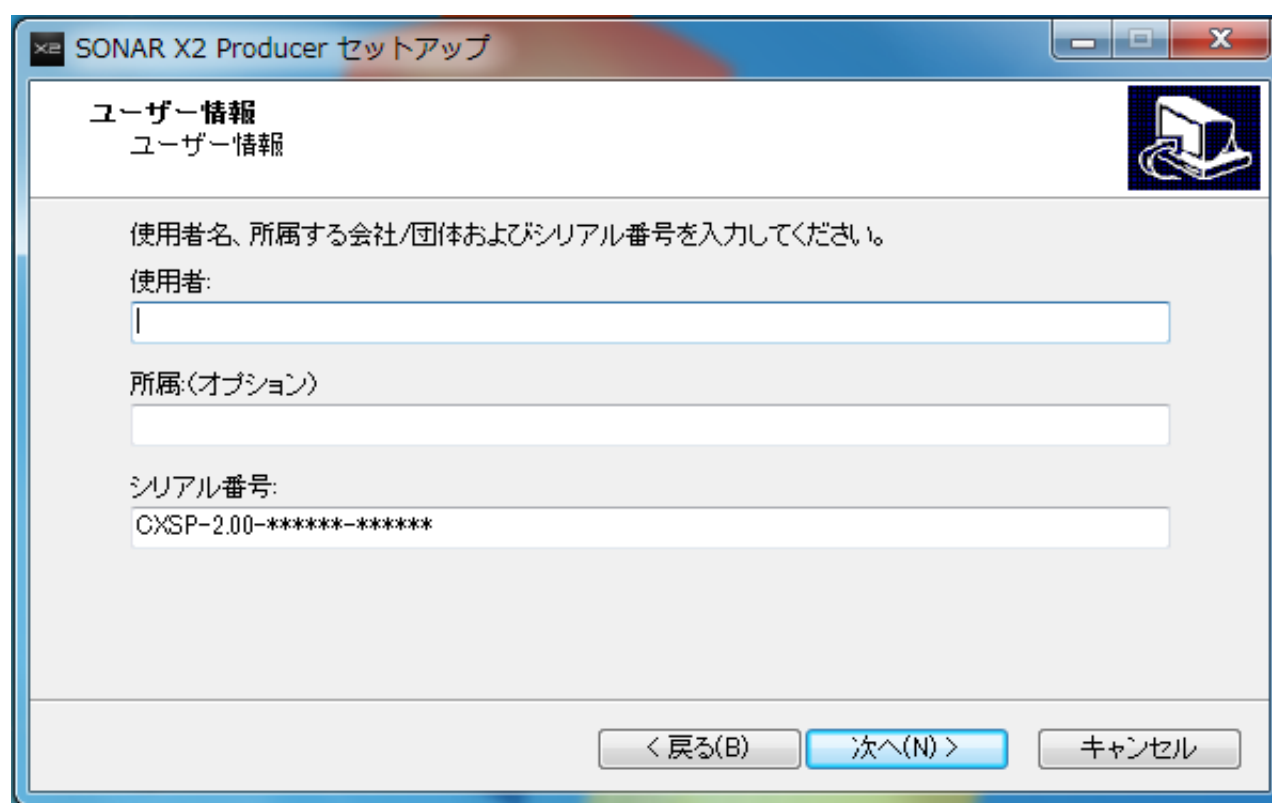 X2 SONAR X2 Producer セットアップ
ユーザー情報
ユーザー情報
使用者名、所属する会社/団体およびシリアル番号を入力してください。
使用者:
所属:(オプション)
シリアル番号:
CXSP-2.00-******-******
< 戻る(B) 次へ(N) > キャンセル